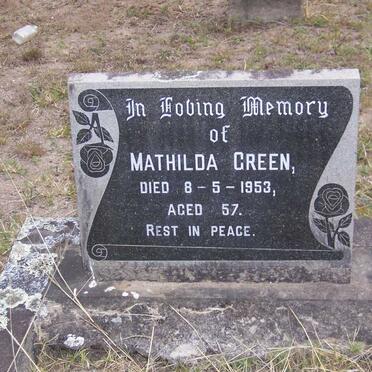 In Loving Memory
of
MATHILDA GREEN,
DIED 8-5-1953,
AGED 57.
REST IN PEACE.